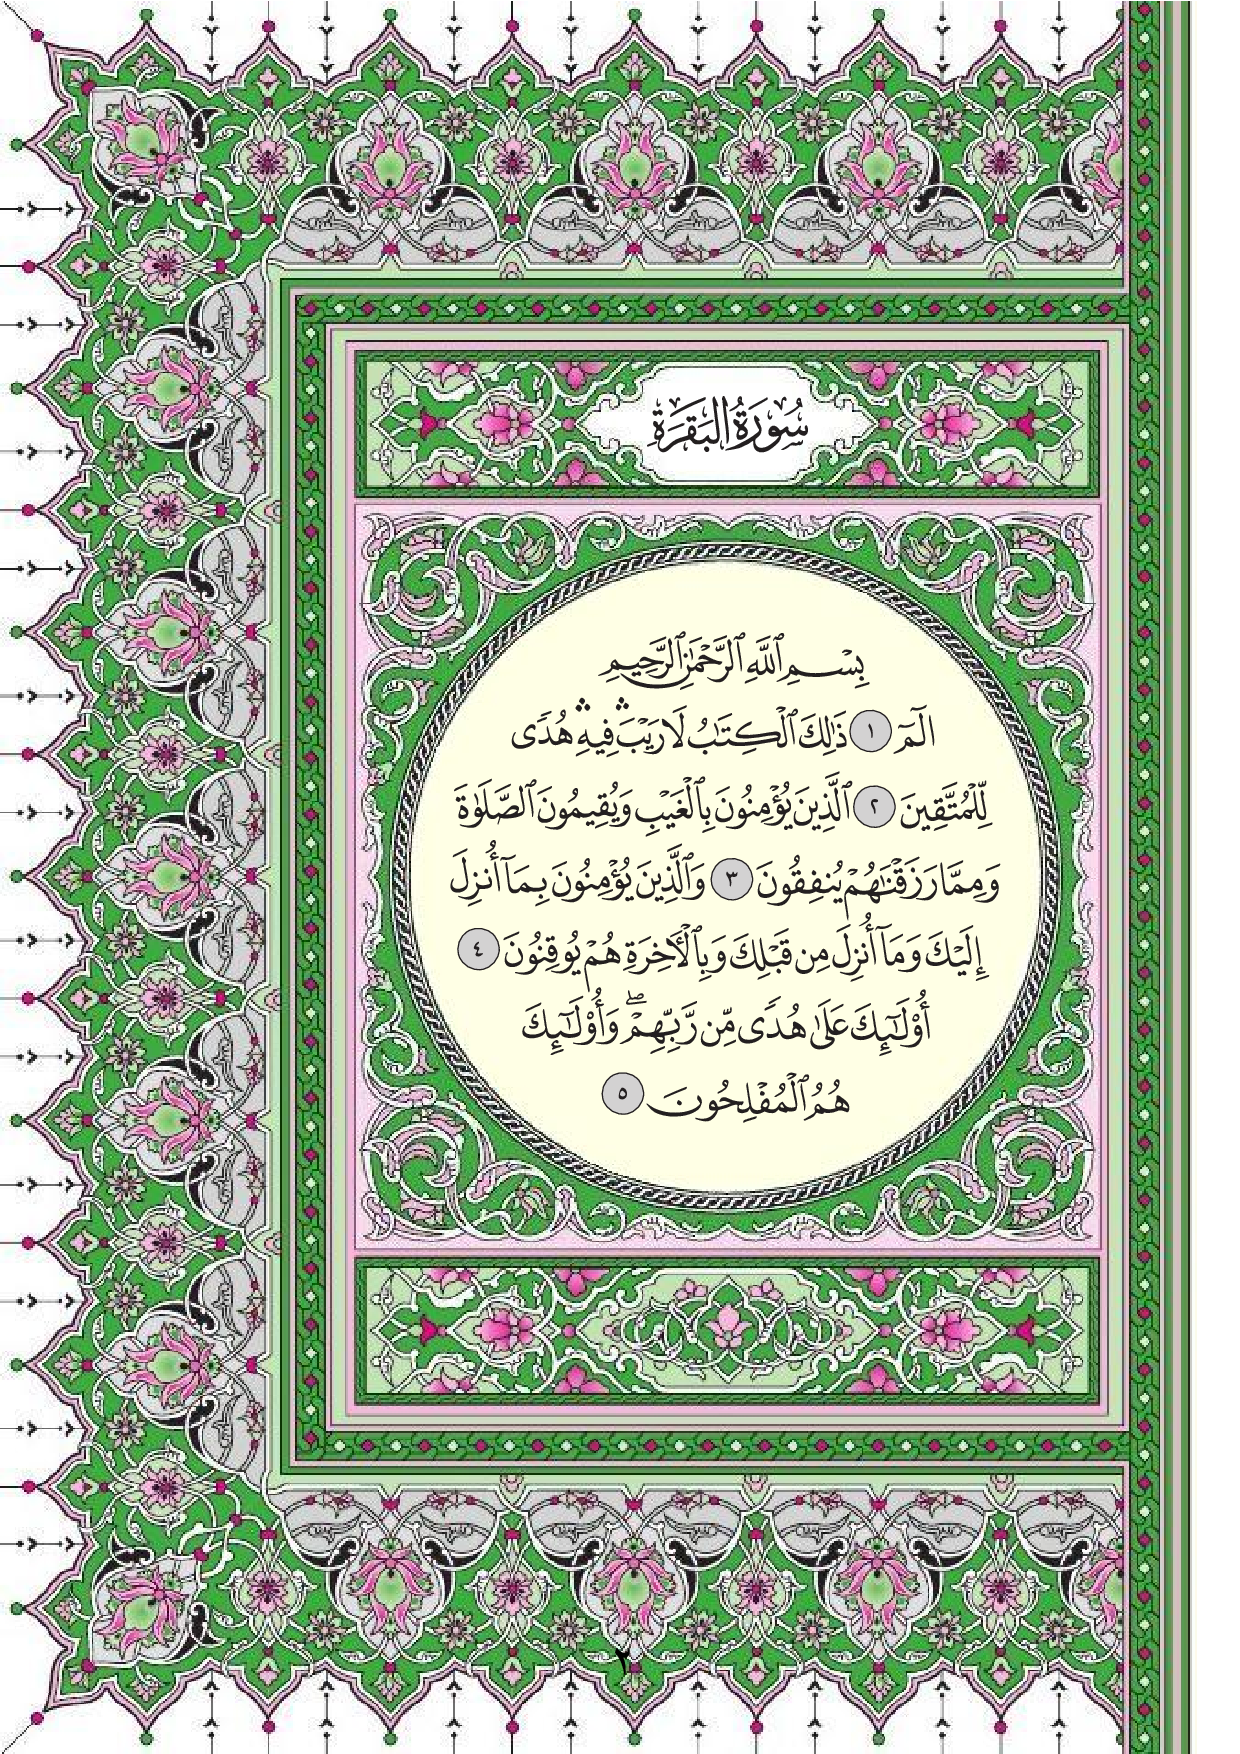 سُورَةُ البَقَرَةِ
بِسْمِ ٱللَّهِ ٱلرَّحْمَٰنِ ٱلرَّحِيمِ
الٓمٓ ١ ذَٰلِكَ ٱلْكِتَٰبُ لَا رَيْبَ ۛ فِيهِ ۛ هُدًى
لِّلْمُتَّقِينَ ٢ ٱلَّذِينَ يُؤْمِنُونَ بِٱلْغَيْبِ وَيُقِيمُونَ ٱلصَّلَوٰةَ
وَمِمَّا رَزَقْنَٰهُمْ يُنفِقُونَ ٣ وَٱلَّذِينَ يُؤْمِنُونَ بِمَآ أُنزِلَ
إِلَيْكَ وَمَآ أُنزِلَ مِن قَبْلِكَ وَبِٱلْأَخِرَةِ هُمْ يُوقِنُونَ ٤
أُو۟لَٰٓئِكَ عَلَىٰ هُدًى مِّن رَّبِّهِمْ ۖ وَأُو۟لَٰٓئِكَ
هُمُ ٱلْمُفْلِحُونَ ٥
٢